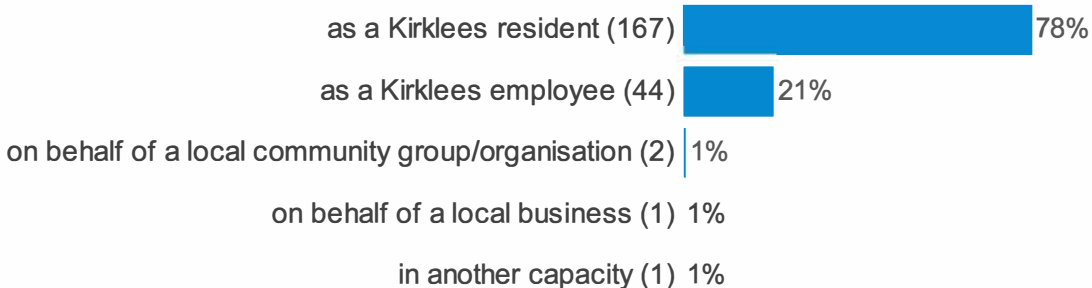 as a Kirklees resident (167) 78%
as a Kirklees employee (44) 21%
on behalf of a local community group/organisation (2) 1%
on behalf of a local business (1) 1%
in another capacity (1) 1%